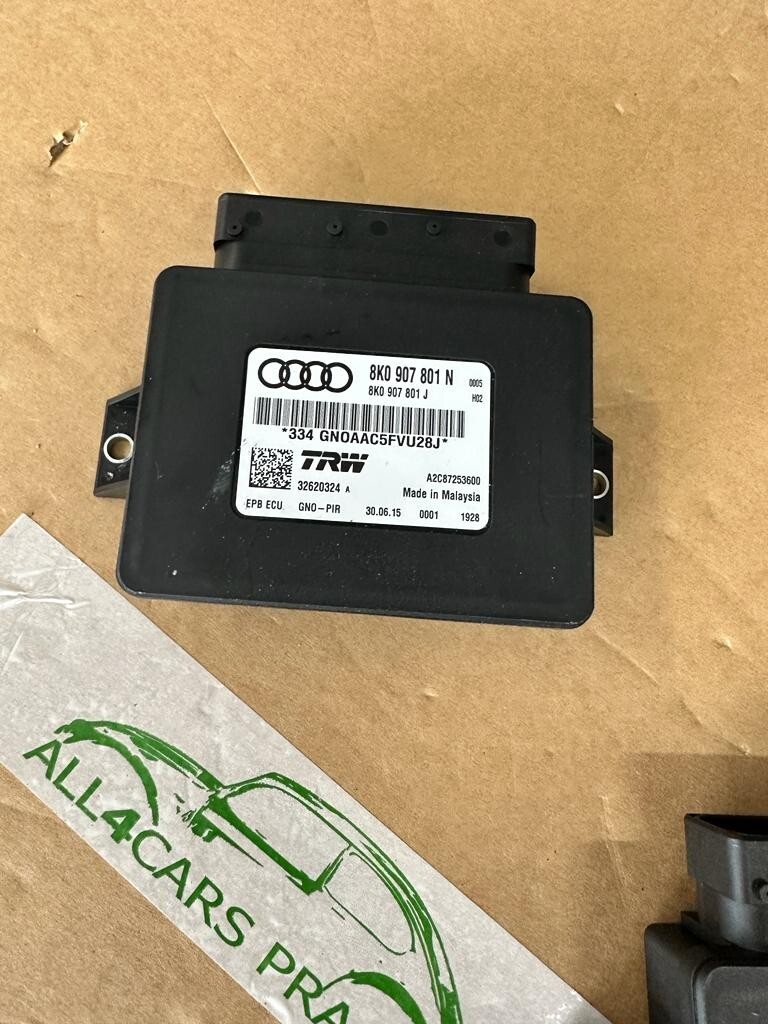 8K0 907 801 N 0005
8K0 907 801 J H02
*334 GNOAAC5FVU28J*
TRW
A2C87253600
32620324 A
Made in Malaysia
EPB ECU GNO-PIR 30.06.15 0001 1928
ALL4CARS PRA